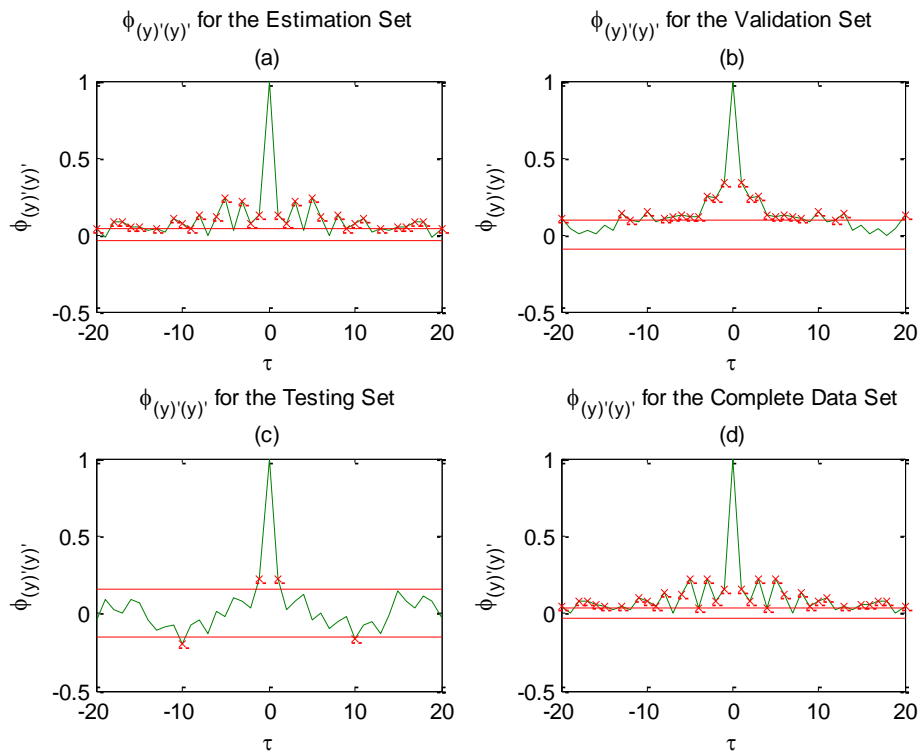 ϕ(y)'(y)' for the Estimation Set
(a)
1
0.5
0
-0.5
-20
-10
0
10
20
ϕ(y)'(y)'
τ
ϕ(y)'(y)' for the Validation Set
(b)
1
0.5
0
-0.5
-20
-10
0
10
20
ϕ(y)'(y)'
τ
ϕ(y)'(y)' for the Testing Set
(c)
1
0.5
0
-0.5
-20
-10
0
10
20
ϕ(y)'(y)'
τ
ϕ(y)'(y)' for the Complete Data Set
(d)
1
0.5
0
-0.5
-20
-10
0
10
20
ϕ(y)'(y)'
τ